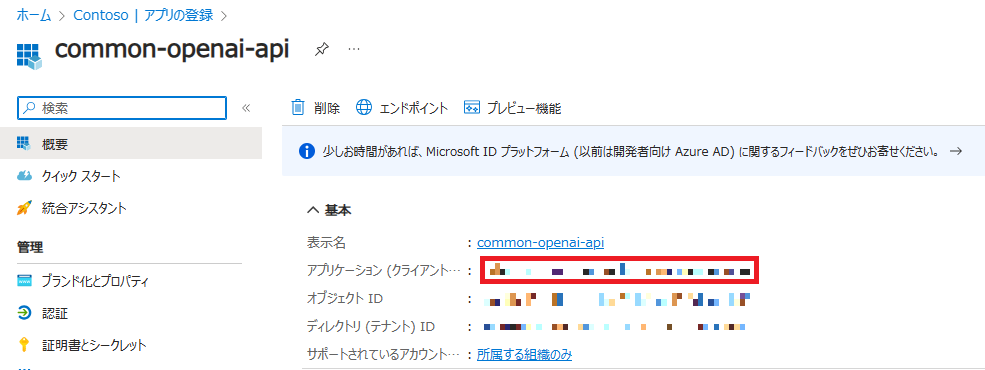 ホーム > Contoso | アプリの登録 >
common-openai-api
検索
削除 エンドポイント プレビュー機能
概要
クイック スタート
統合アシスタント
管理
ブランド化とプロパティ
認証
証明書とシークレット
少しお時間があれば、Microsoft ID プラットフォーム (以前は開発者向け Azure AD) に関するフィードバックをぜひお寄せください。 →
基本
表示名 : common-openai-api
アプリケーション (クライアント… :
オブジェクト ID :
ディレクトリ (テナント) ID :
サポートされているアカウント… : 所属する組織のみ